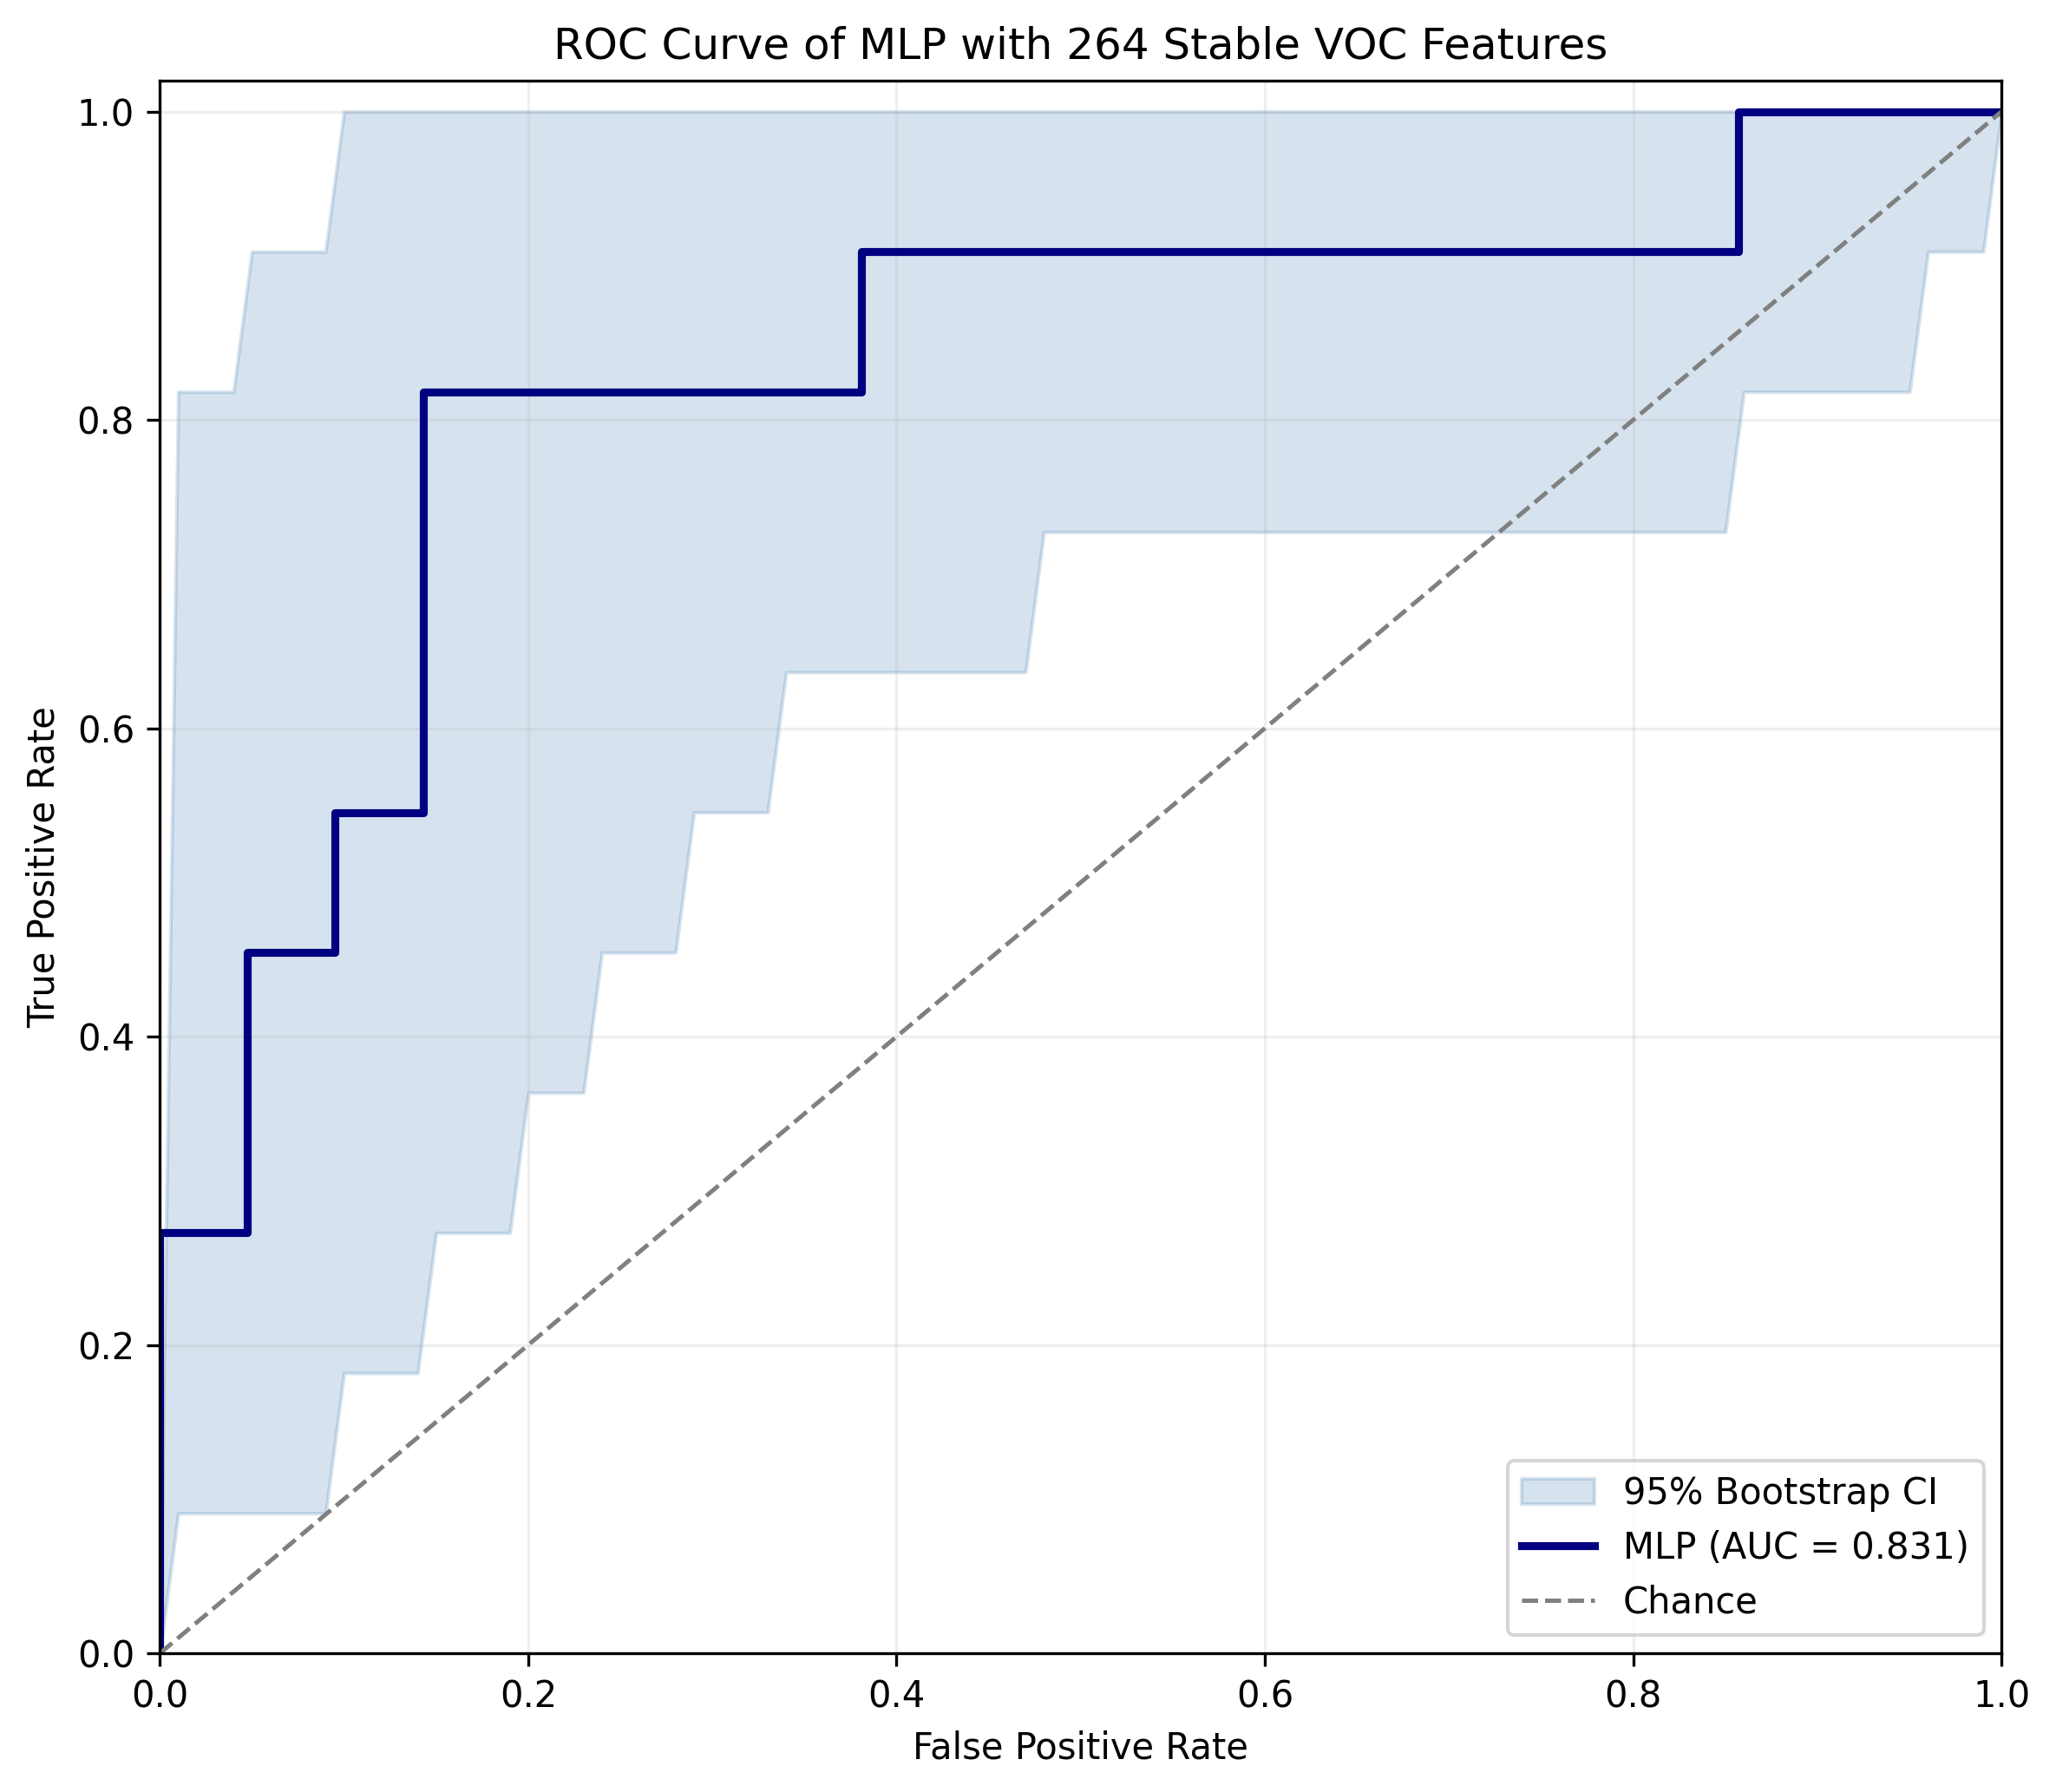 ROC Curve of MLP with 264 Stable VOC Features
1.0
0.8
0.6
0.4
0.2
0.0
True Positive Rate
0.0 0.2 0.4 0.6 0.8 1.0
False Positive Rate
95% Bootstrap CI
MLP (AUC = 0.831)
Chance